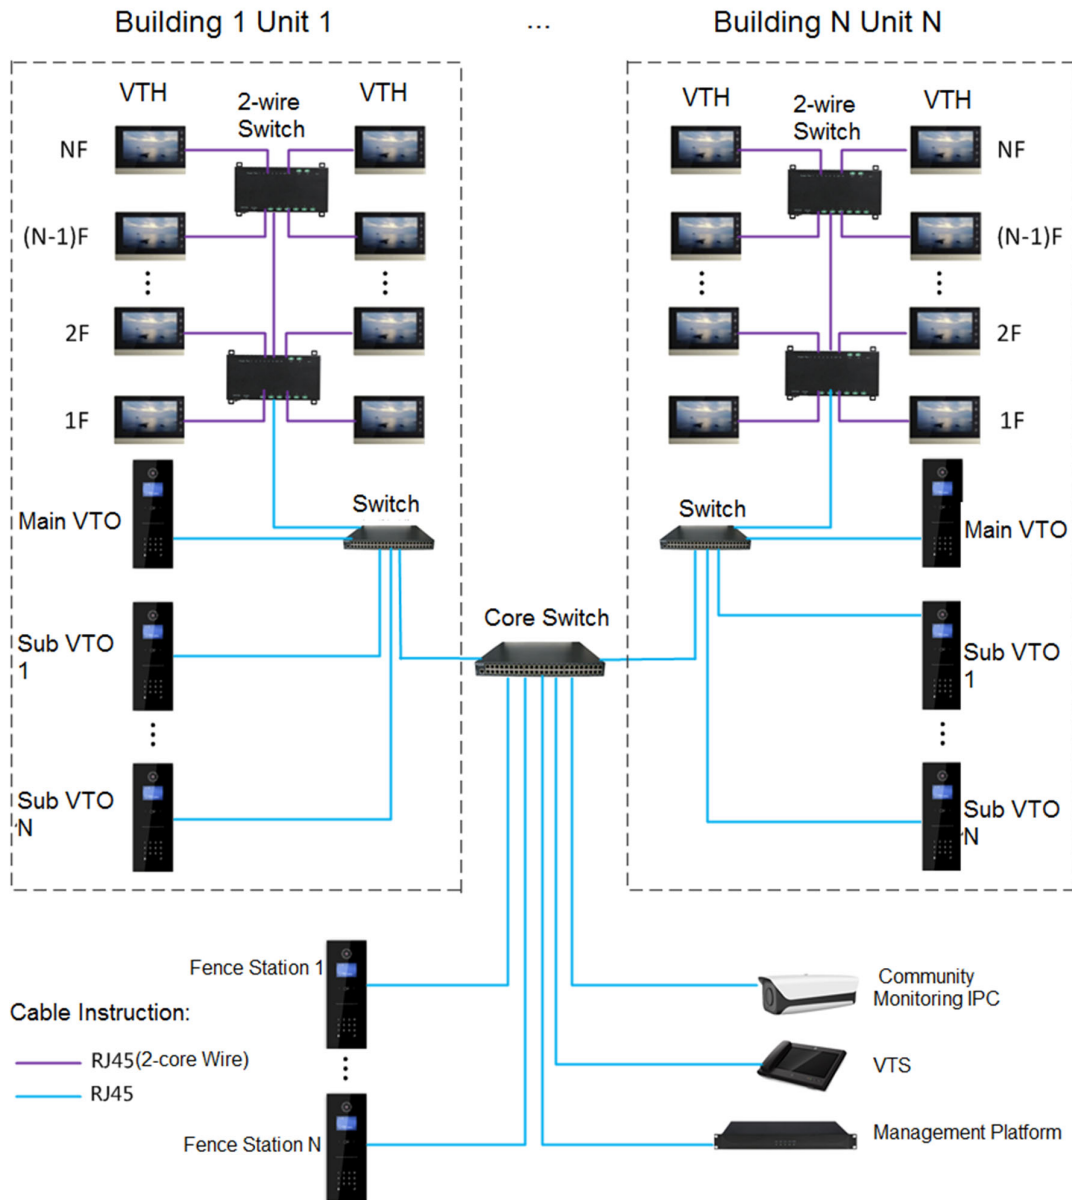 Building 1 Unit 1
...
Building N Unit N
VTH
2-wire
Switch
VTH
NF
(N-1)F
2F
1F
Main VTO
Switch
Sub VTO
1
Sub VTO
N
VTH
2-wire
Switch
VTH
NF
(N-1)F
2F
1F
Switch
Main VTO
Sub VTO
1
Sub VTO
N
Core Switch
Fence Station 1
Fence Station N
Community
Monitoring IPC
VTS
Management Platform
Cable Instruction:
RJ45(2-core Wire)
RJ45